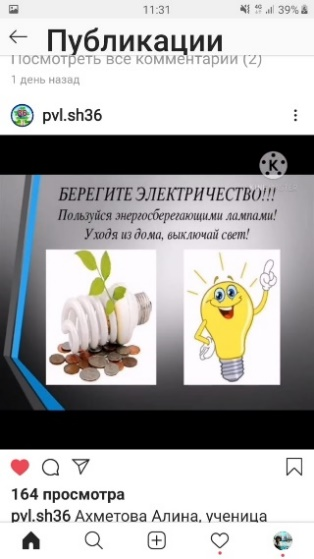 11:31
39%
Публикации
Посмотреть все комментарии (2)
1 день назад
pvl.sh36
K
БЕРЕГИТЕ ЭЛЕКТРИЧЕСТВО!!!
Пользуйся энергосберегающими лампами!
Уходя из дома, выключай свет!
164 просмотра
pvl.sh36 Ахметова Алина, ученица